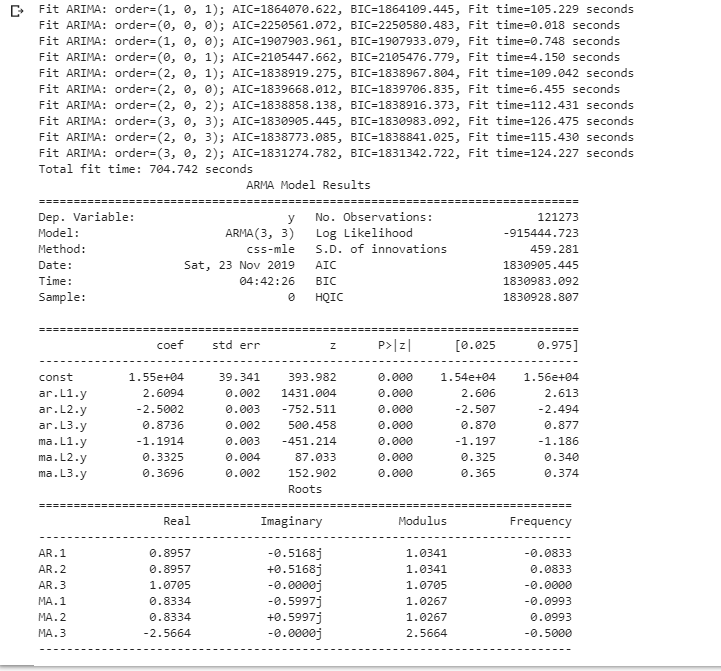 Fit ARIMA: order=(1, 0, 1); AIC=1864070.622, BIC=1864109.445, Fit time=105.229 seconds
Fit ARIMA: order=(0, 0, 0); AIC=2250561.072, BIC=2250580.483, Fit time=0.018 seconds
Fit ARIMA: order=(1, 0, 0); AIC=1907903.961, BIC=1907933.079, Fit time=0.748 seconds
Fit ARIMA: order=(0, 0, 1); AIC=2105447.662, BIC=2105476.779, Fit time=4.150 seconds
Fit ARIMA: order=(2, 0, 1); AIC=1838919.275, BIC=1838967.804, Fit time=109.042 seconds
Fit ARIMA: order=(2, 0, 0); AIC=1839668.012, BIC=1839706.835, Fit time=6.455 seconds
Fit ARIMA: order=(2, 0, 2); AIC=1838858.138, BIC=1838916.373, Fit time=112.431 seconds
Fit ARIMA: order=(3, 0, 3); AIC=1830905.445, BIC=1830983.092, Fit time=126.475 seconds
Fit ARIMA: order=(2, 0, 3); AIC=1838773.085, BIC=1838841.025, Fit time=115.430 seconds
Fit ARIMA: order=(3, 0, 2); AIC=1831274.782, BIC=1831342.722, Fit time=124.227 seconds
Total fit time: 704.742 seconds
ARMA Model Results
==============================================================================
Dep. Variable: y No. Observations: 121273
Model: ARMA(3, 3) Log Likelihood -915444.723
Method: css-mle S.D. of innovations 459.281
Date: Sat, 23 Nov 2019 AIC 1830905.445
Time: 04:42:26 BIC 1830983.092
Sample: 0 HQIC 1830928.807
==============================================================================
coef std err z P>|z| [0.025 0.975]
------------------------------------------------------------------------------
const 1.55e+04 39.341 393.982 0.000 1.54e+04 1.56e+04
ar.L1.y 2.6094 0.002 1431.004 0.000 2.606 2.613
ar.L2.y -2.5002 0.003 -752.511 0.000 -2.507 -2.494
ar.L3.y 0.8736 0.002 500.458 0.000 0.870 0.877
ma.L1.y -1.1914 0.003 -451.214 0.000 -1.197 -1.186
ma.L2.y 0.3325 0.004 87.033 0.000 0.325 0.340
ma.L3.y 0.3696 0.002 152.902 0.000 0.365 0.374
Roots
=============================================================================
Real Imaginary Modulus Frequency
-----------------------------------------------------------------------------
AR.1 0.8957 -0.5168j 1.0341 -0.0833
AR.2 0.8957 +0.5168j 1.0341 0.0833
AR.3 1.0705 -0.0000j 1.0705 -0.0000
MA.1 0.8334 -0.5997j 1.0267 -0.0993
MA.2 0.8334 +0.5997j 1.0267 0.0993
MA.3 -2.5664 -0.0000j 2.5664 -0.5000
-----------------------------------------------------------------------------